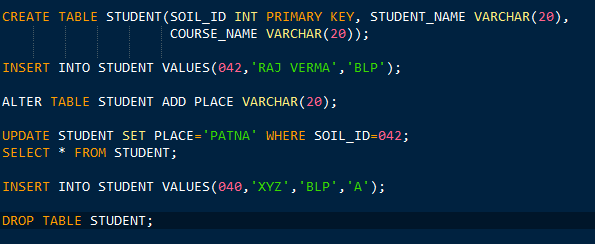 CREATE TABLE STUDENT(SOIL_ID INT PRIMARY KEY, STUDENT_NAME VARCHAR(20),
COURSE_NAME VARCHAR(20));
INSERT INTO STUDENT VALUES(042,'RAJ VERMA','BLP');
ALTER TABLE STUDENT ADD PLACE VARCHAR(20);
UPDATE STUDENT SET PLACE='PATNA' WHERE SOIL_ID=042;
SELECT * FROM STUDENT;
INSERT INTO STUDENT VALUES(040,'XYZ','BLP','A');
DROP TABLE STUDENT;